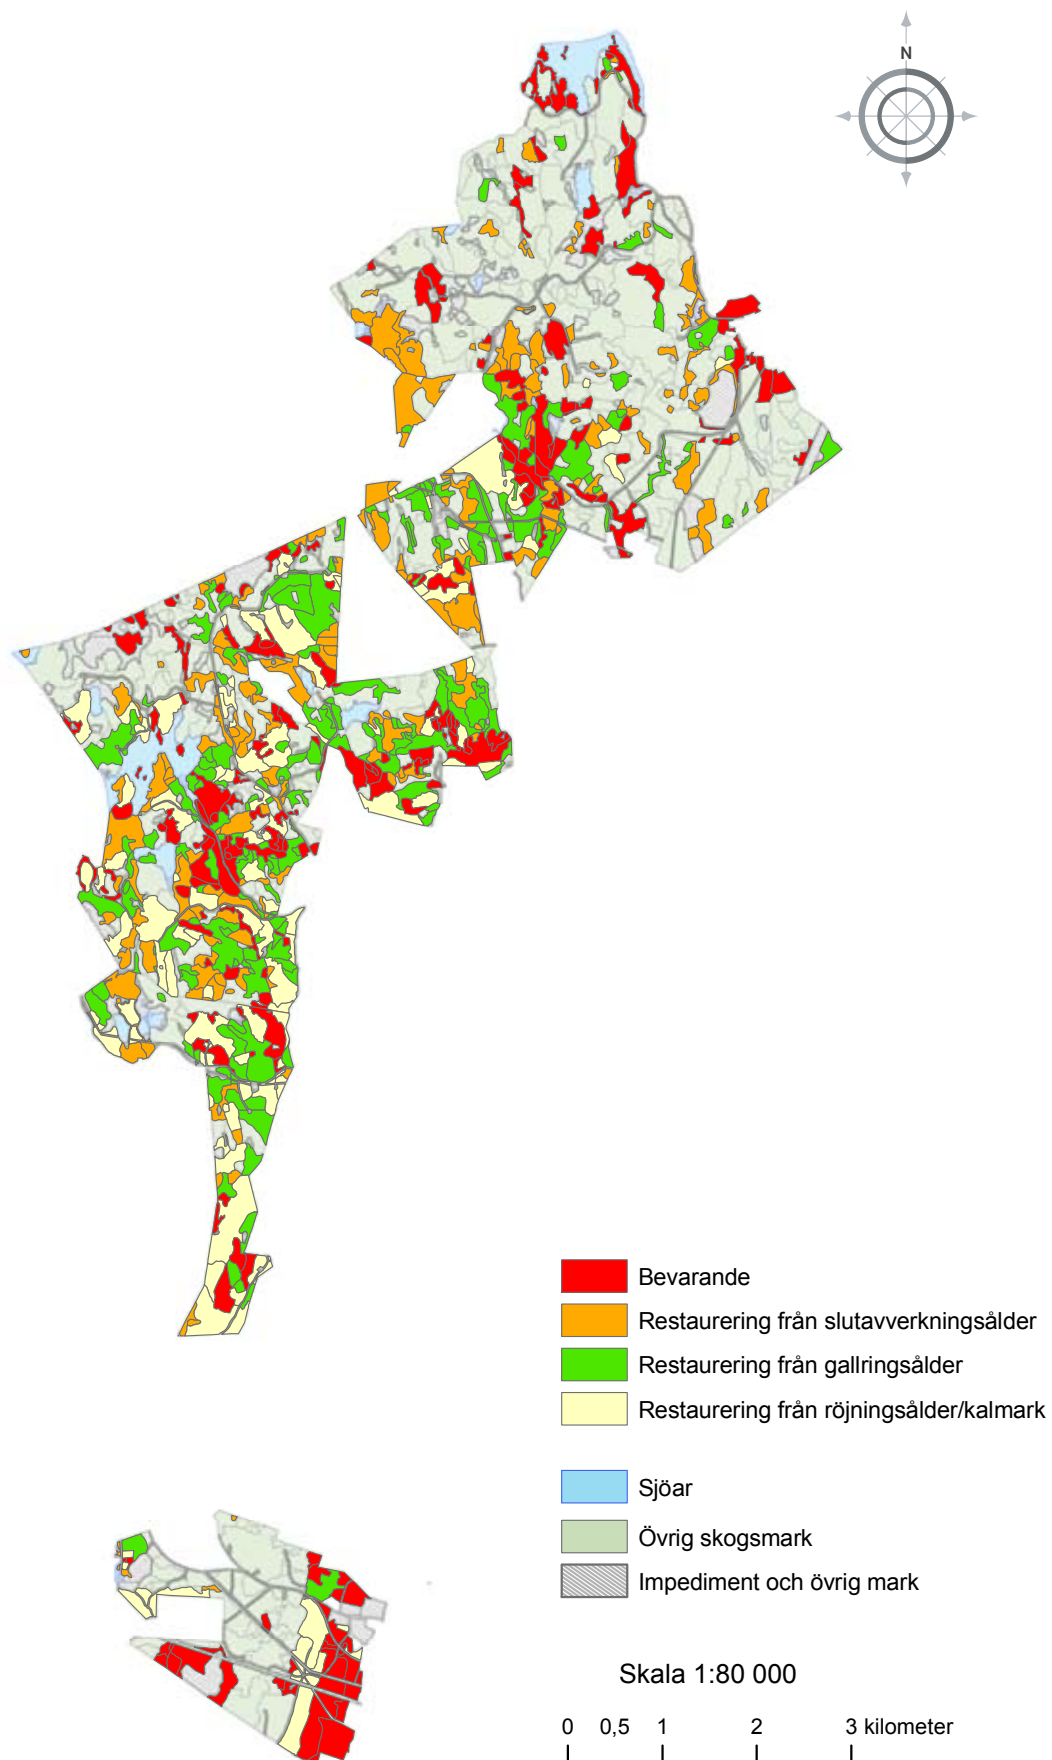 N
Bevarande
Restaurering från slutavverkningsålder
Restaurering från gallringsålder
Restaurering från röjningsålder/kalmark
Sjöar
Övrig skogsmark
Impediment och övrig mark
Skala 1:80 000
0 0,5 1 2 3 kilometer